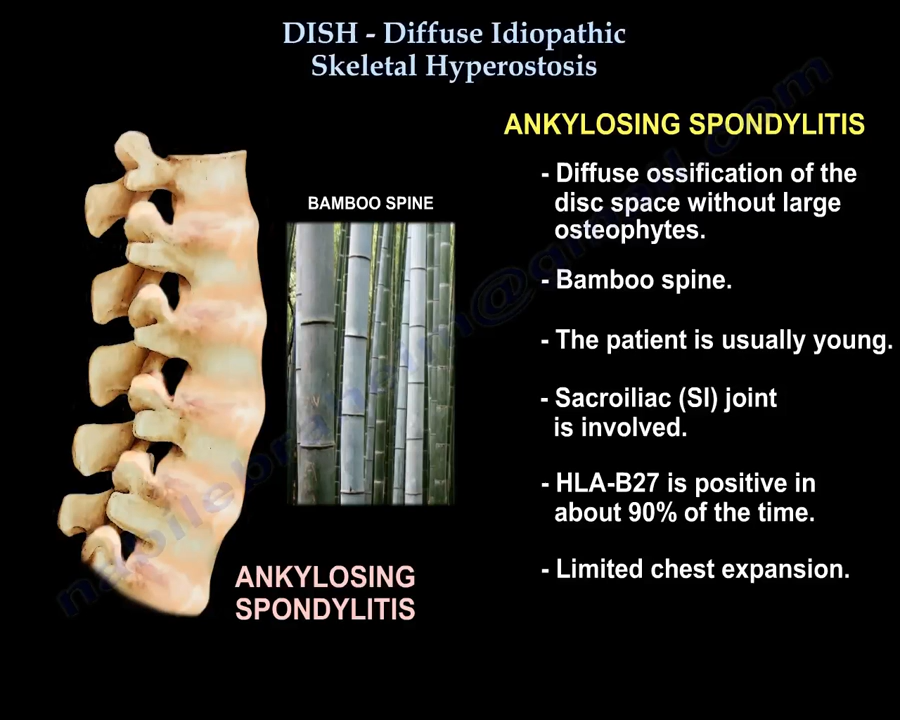 DISH - Diffuse Idiopathic
Skeletal Hyperostosis
ANKYLOSING SPONDYLITIS
- Diffuse ossification of the
disc space without large
osteophytes.
- Bamboo spine.
- The patient is usually young.
- Sacroiliac (SI) joint
is involved.
- HLA-B27 is positive in
about 90% of the time.
- Limited chest expansion.
BAMBOO SPINE
ANKYLOSING
SPONDYLITIS